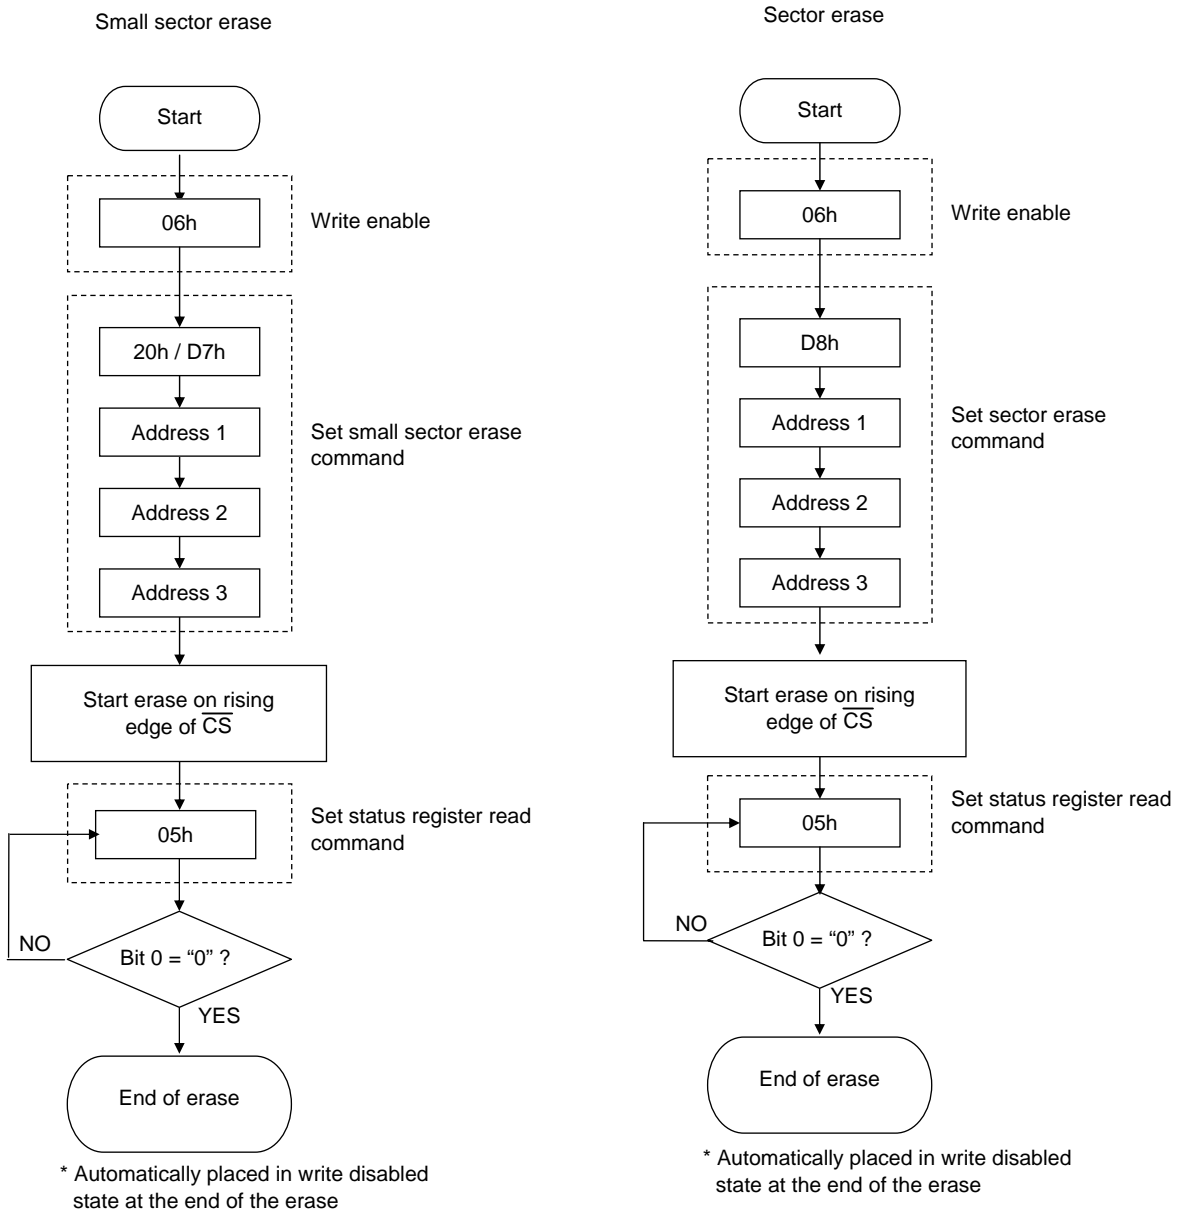 Small sector erase
Start
06h
Write enable
20h / D7h
Address 1
Set small sector erase
command
Address 2
Address 3
Start erase on rising
edge of C̅S̅
Set status register read
command
05h
NO
Bit 0 = “0” ?
YES
End of erase
* Automatically placed in write disabled
state at the end of the erase
Sector erase
Start
06h
Write enable
D8h
Address 1
Set sector erase
command
Address 2
Address 3
Start erase on rising
edge of C̅S̅
Set status register read
command
05h
NO
Bit 0 = “0” ?
YES
End of erase
* Automatically placed in write disabled
state at the end of the erase